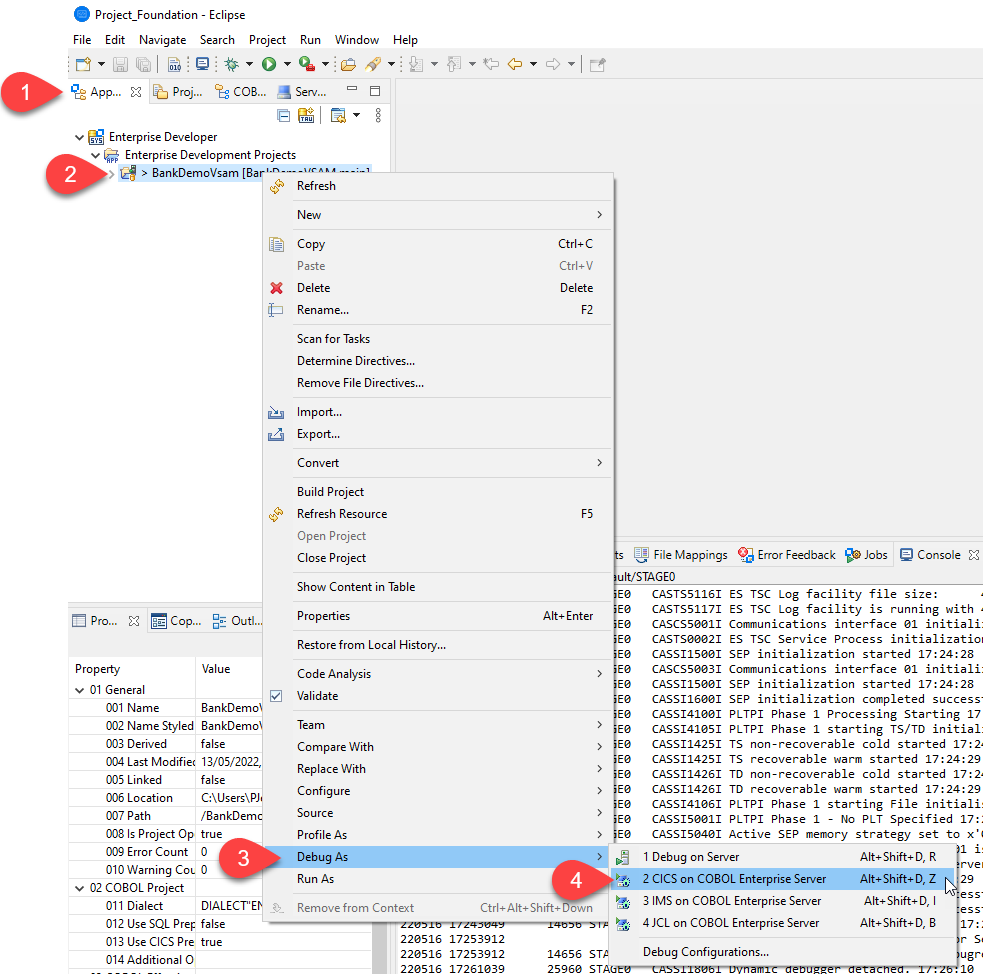 Project_Foundation - Eclipse
File Edit Navigate Search Project Run Window Help
1
App... Proj... COB... Serv...
Enterprise Developer
Enterprise Development Projects
2
> BankDemoVsam [BankDemoVSAM main]
Refresh
New
Copy Ctrl+C
Paste Ctrl+V
Delete Delete
Rename... F2
Scan for Tasks
Determine Directives...
Remove File Directives...
Import...
Export...
Convert
Build Project
Refresh Resource F5
Open Project
Close Project
Show Content in Table
Properties Alt+Enter
Restore from Local History...
Code Analysis
Validate
Team
Compare With
Replace With
Configure
Source
Profile As
3
Debug As
Run As
Remove from Context Ctrl+Alt+Shift+Down
4
1 Debug on Server Alt+Shift+D, R
2 CICS on COBOL Enterprise Server Alt+Shift+D, Z
3 IMS on COBOL Enterprise Server Alt+Shift+D, I
4 JCL on COBOL Enterprise Server Alt+Shift+D, B
Debug Configurations...
Pro... Cop... Outl...
Property Value
01 General
001 Name BankDemoV
002 Name Styled BankDemoV
003 Derived false
004 Last Modified 13/05/2022,
005 Linked false
006 Location C:\Users\PJ
007 Path /BankDemo
008 Is Project Op true
009 Error Count 0
010 Warning Cou 0
02 COBOL Project
011 Dialect DIALECT"EN
012 Use SQL Prep false
013 Use CICS Pre true
014 Additional O
ts File Mappings Error Feedback Jobs Console
ault/STAGE0
GE0 CASTS5116I ES TSC Log facility file size: 4
GE0 CASTS5117I ES TSC Log facility is running with 4
GE0 CASCS5001I Communications interface 01 initiali
GE0 CASTS0002I ES TSC Service Process initialization
GE0 CASSI1500I SEP initialization started 17:24:28
GE0 CASCS5003I Communications interface 01 initiali
GE0 CASSI1500I SEP initialization started 17:24:28
GE0 CASSI1600I SEP initialization completed success
GE0 CASSI4100I PLTPI Phase 1 Processing Starting 17
GE0 CASSI4105I PLTPI Phase 1 starting TS/TD initial
GE0 CASSI1425I TS non-recoverable cold started 17:24
GE0 CASSI1425I TS recoverable warm started 17:24:29
GE0 CASSI1426I TD non-recoverable cold started 17:24
GE0 CASSI1426I TD recoverable warm started 17:24:29
GE0 CASSI4106I PLTPI Phase 1 starting File initialis
GE0 CASSI5001I PLTPI Phase 1 - No PLT Specified 17:2
GE0 CASSI5040I Active SEP memory strategy set to x'0
01 is
erver
:29
cess
cess
220516 17245049 14656 STA
220516 17253912
220516 17253912 14656 STA
220516 17261039 25960 STAGE0 CASSI1806I Dynamic debugger detached. 17:26:10